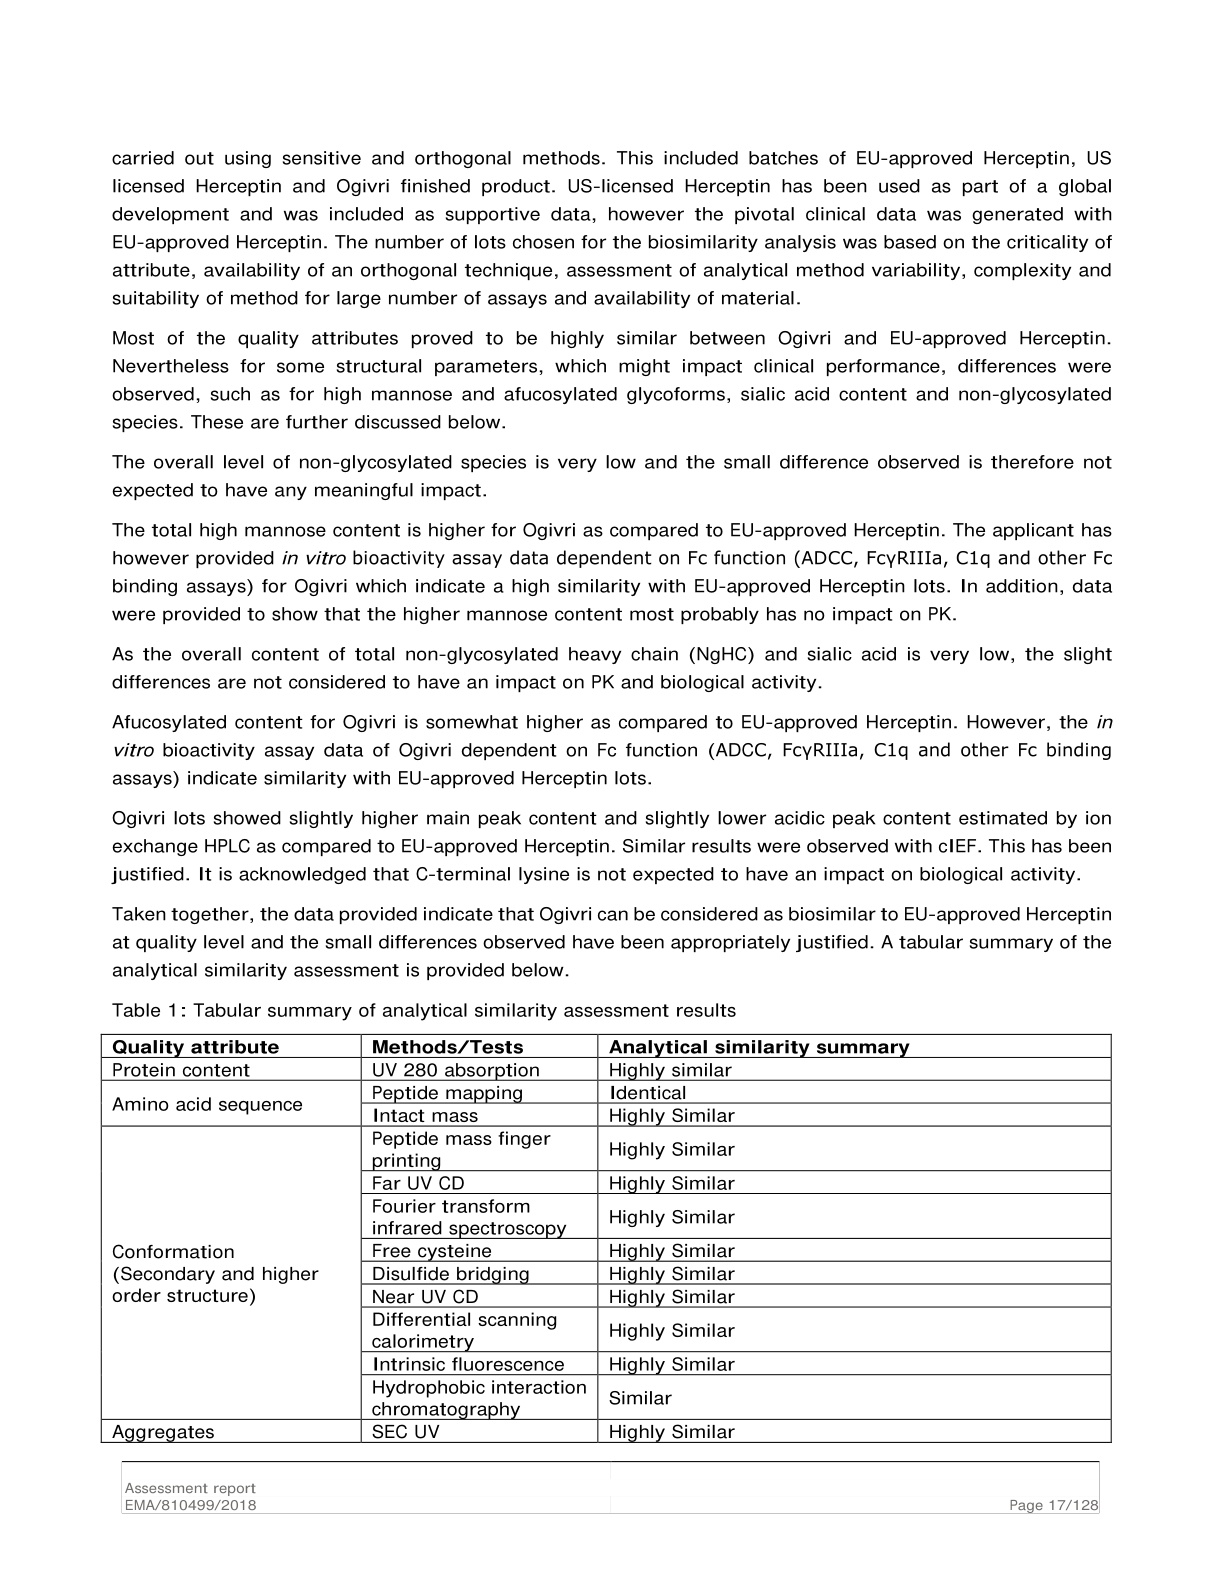 carried out using sensitive and orthogonal methods. This included batches of EU-approved Herceptin, US
licensed Herceptin and Ogivri finished product. US-licensed Herceptin has been used as part of a global
development and was included as supportive data, however the pivotal clinical data was generated with
EU-approved Herceptin. The number of lots chosen for the biosimilarity analysis was based on the criticality of
attribute, availability of an orthogonal technique, assessment of analytical method variability, complexity and
suitability of method for large number of assays and availability of material.
Most of the quality attributes proved to be highly similar between Ogivri and EU-approved Herceptin.
Nevertheless for some structural parameters, which might impact clinical performance, differences were
observed, such as for high mannose and afucosylated glycoforms, sialic acid content and non-glycosylated
species. These are further discussed below.
The overall level of non-glycosylated species is very low and the small difference observed is therefore not
expected to have any meaningful impact.
The total high mannose content is higher for Ogivri as compared to EU-approved Herceptin. The applicant has
however provided in vitro bioactivity assay data dependent on Fc function (ADCC, FcγRIIIa, C1q and other Fc
binding assays) for Ogivri which indicate a high similarity with EU-approved Herceptin lots. In addition, data
were provided to show that the higher mannose content most probably has no impact on PK.
As the overall content of total non-glycosylated heavy chain (NgHC) and sialic acid is very low, the slight
differences are not considered to have an impact on PK and biological activity.
Afucosylated content for Ogivri is somewhat higher as compared to EU-approved Herceptin. However, the in
vitro bioactivity assay data of Ogivri dependent on Fc function (ADCC, FcγRIIIa, C1q and other Fc binding
assays) indicate similarity with EU-approved Herceptin lots.
Ogivri lots showed slightly higher main peak content and slightly lower acidic peak content estimated by ion
exchange HPLC as compared to EU-approved Herceptin. Similar results were observed with cIEF. This has been
justified. It is acknowledged that C-terminal lysine is not expected to have an impact on biological activity.
Taken together, the data provided indicate that Ogivri can be considered as biosimilar to EU-approved Herceptin
at quality level and the small differences observed have been appropriately justified. A tabular summary of the
analytical similarity assessment is provided below.
Table 1: Tabular summary of analytical similarity assessment results
Quality attribute Methods/Tests Analytical similarity summary
Protein content UV 280 absorption Highly similar
Amino acid sequence
Peptide mapping Identical
Intact mass Highly Similar
Conformation
(Secondary and higher
order structure)
Peptide mass finger
printing
Highly Similar
Far UV CD Highly Similar
Fourier transform
infrared spectroscopy
Highly Similar
Free cysteine Highly Similar
Disulfide bridging Highly Similar
Near UV CD Highly Similar
Differential scanning
calorimetry
Highly Similar
Intrinsic fluorescence Highly Similar
Hydrophobic interaction
chromatography
Similar
Aggregates SEC UV Highly Similar
Assessment report
EMA/810499/2018 Page 17/128